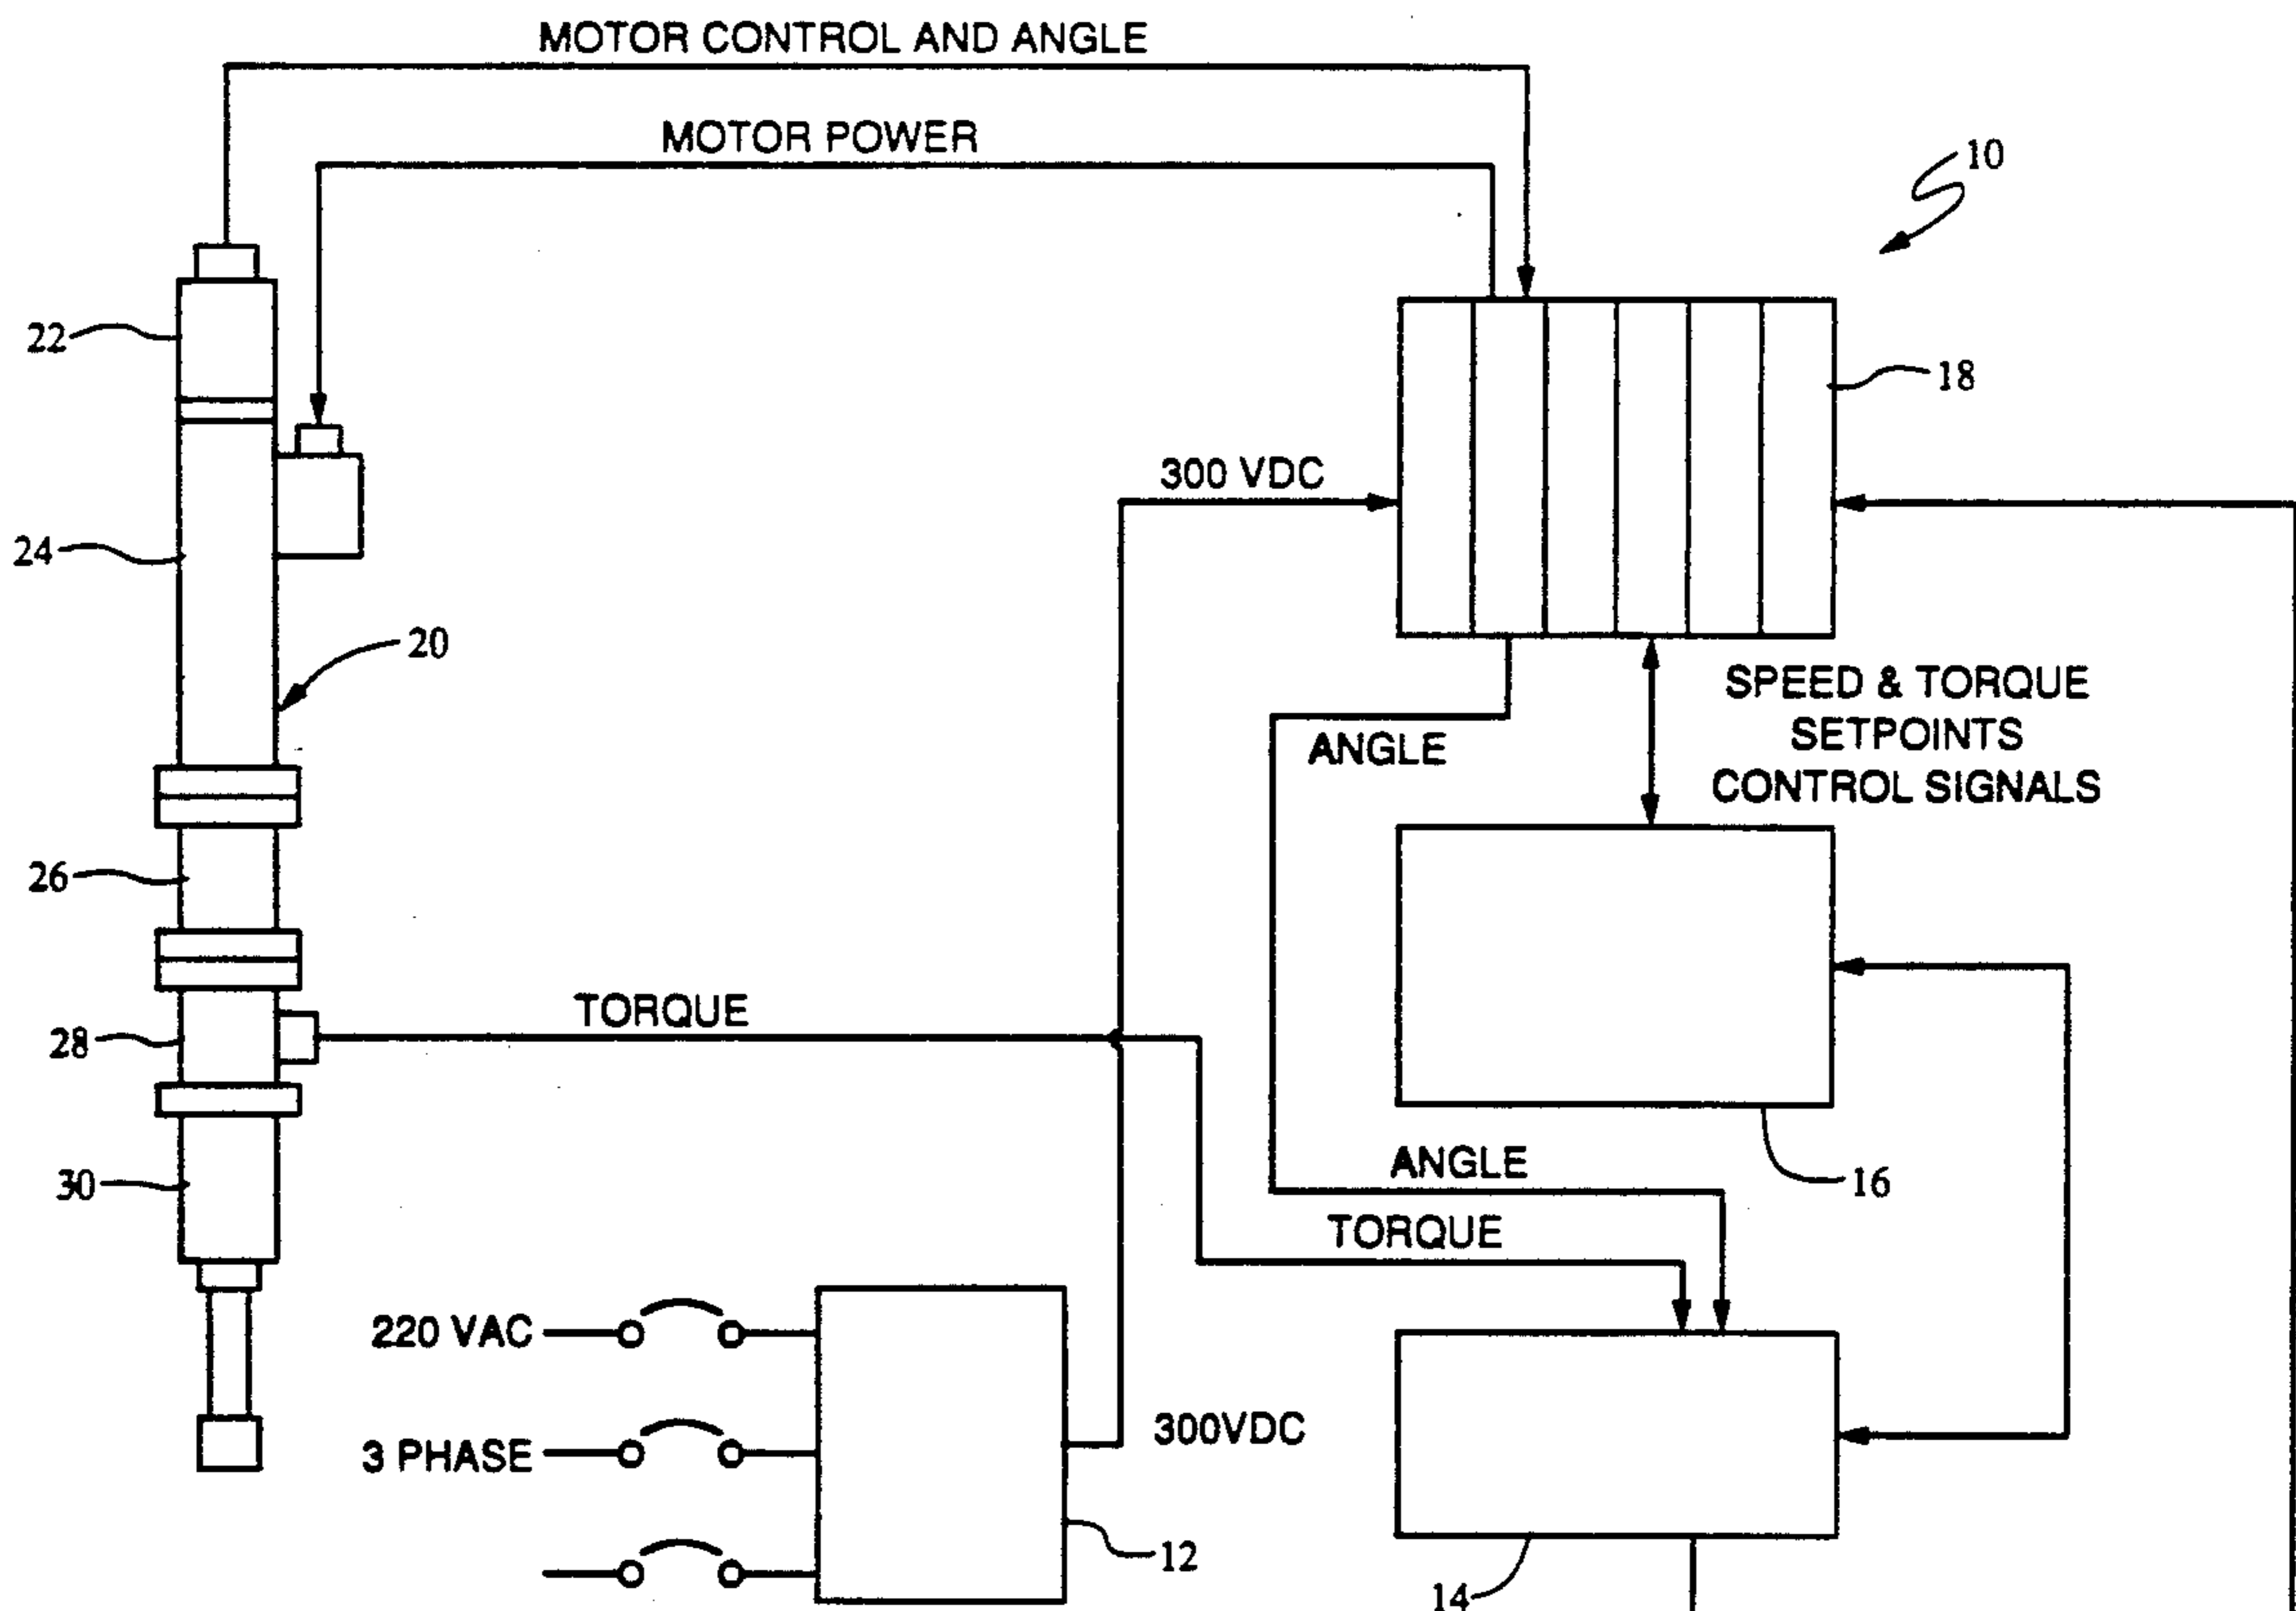 MOTOR CONTROL AND ANGLE
MOTOR POWER
10
22
18
300 VDC
24
20
SPEED & TORQUE
SETPOINTS
CONTROL SIGNALS
ANGLE
26
TORQUE
28
ANGLE
16
30
TORQUE
220 VAC
300VDC
3 PHASE
12
14